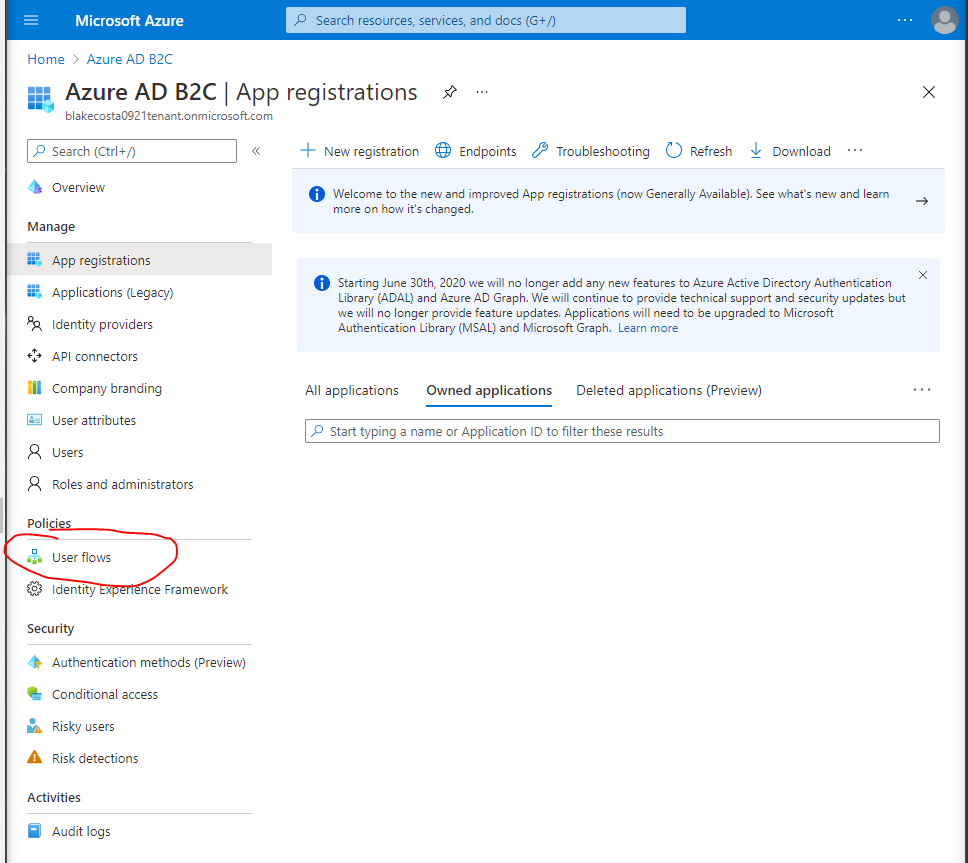 Microsoft Azure
Search resources, services, and docs (G+/)
Home > Azure AD B2C
Azure AD B2C | App registrations
blakecosta0921tenant.onmicrosoft.com
Search (Ctrl+/)
Overview
Manage
App registrations
Applications (Legacy)
Identity providers
API connectors
Company branding
User attributes
Users
Roles and administrators
Policies
User flows
Identity Experience Framework
Security
Authentication methods (Preview)
Conditional access
Risky users
Risk detections
Activities
Audit logs
New registration Endpoints Troubleshooting Refresh Download
Welcome to the new and improved App registrations (now Generally Available). See what's new and learn
more on how it's changed.
Starting June 30th, 2020 we will no longer add any new features to Azure Active Directory Authentication
Library (ADAL) and Azure AD Graph. We will continue to provide technical support and security updates but
we will no longer provide feature updates. Applications will need to be upgraded to Microsoft
Authentication Library (MSAL) and Microsoft Graph. Learn more
All applications Owned applications Deleted applications (Preview)
Start typing a name or Application ID to filter these results